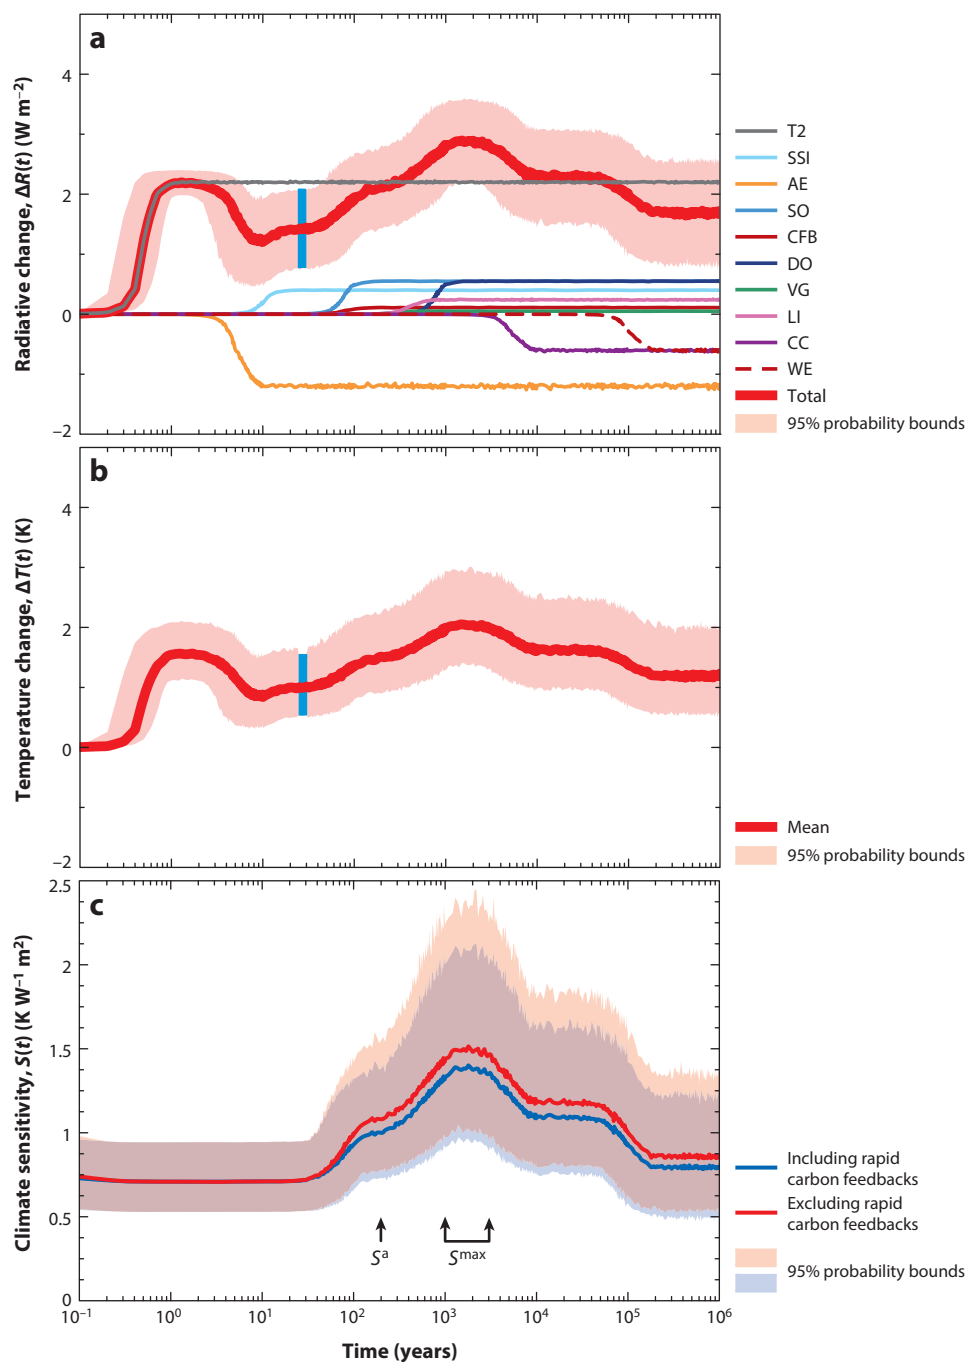 a
Radiative change, ΔR(t) (W m⁻²)
4
2
0
−2
T2
SSI
AE
SO
CFB
DO
VG
LI
CC
WE
Total
95% probability bounds
b
Temperature change, ΔT(t) (K)
4
2
0
−2
Mean
95% probability bounds
c
Climate sensitivity, S(t) (K W⁻¹ m²)
2.5
2
1.5
1
0.5
0
Sᵃ
Sᵐᵃˣ
Including rapid
carbon feedbacks
Excluding rapid
carbon feedbacks
95% probability bounds
10⁻¹ 10⁰ 10¹ 10² 10³ 10⁴ 10⁵ 10⁶
Time (years)